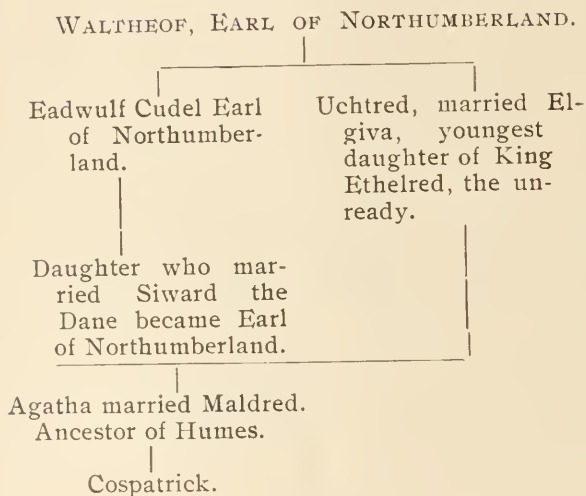 WALTHEOF, EARL OF NORTHUMBERLAND.
Eadwulf Cudel Earl
of Northumber-
land.
Uchtred, married El-
giva, youngest
daughter of King
Ethelred, the un-
ready.
Daughter who mar-
ried Siward the
Dane became Earl
of Northumberland.
Agatha married Maldred.
Ancestor of Humes.
Cospatrick.